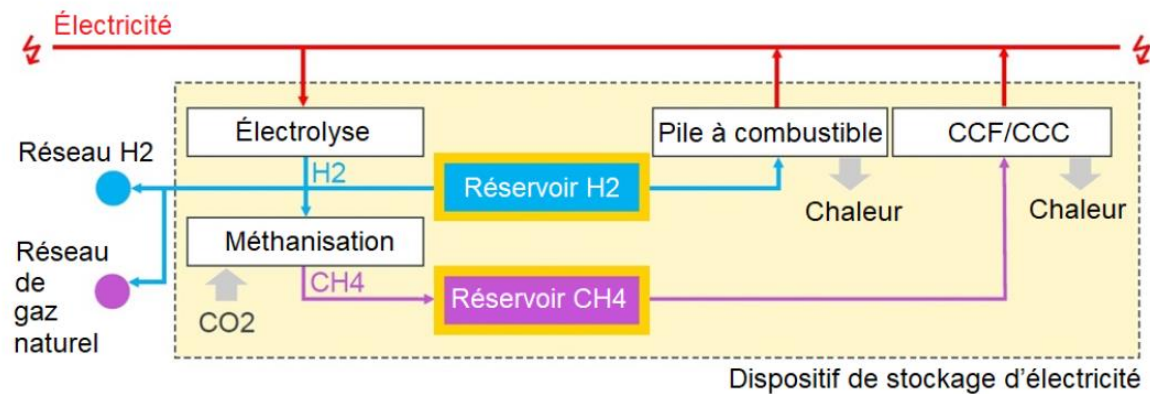 Électricité
Électrolyse
Pile à combustible
CCF/CCC
Réseau H2
H2
Réservoir H2
Chaleur
Chaleur
Méthanisation
Réseau
de
gaz
naturel
CH4
Réservoir CH4
CO2
Dispositif de stockage d'électricité